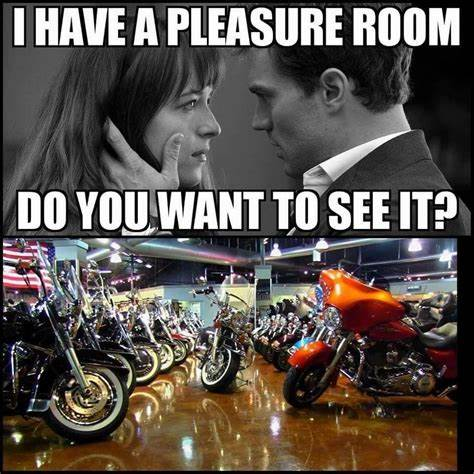 I HAVE A PLEASURE ROOM
DO YOU WANT TO SEE IT?